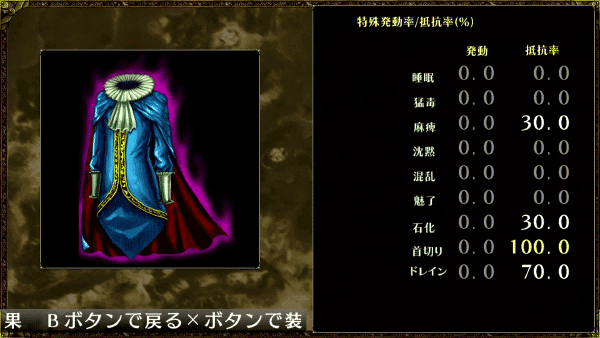 特殊発動率/抵抗率(%)
発動 抵抗率
睡眠 0.0 0.0
猛毒 0.0 0.0
麻痺 0.0 30.0
沈黙 0.0 0.0
混乱 0.0 0.0
魅了 0.0 0.0
石化 0.0 30.0
首切り 0.0 100.0
ドレイン 0.0 70.0
果 Bボタンで戻る×ボタンで装